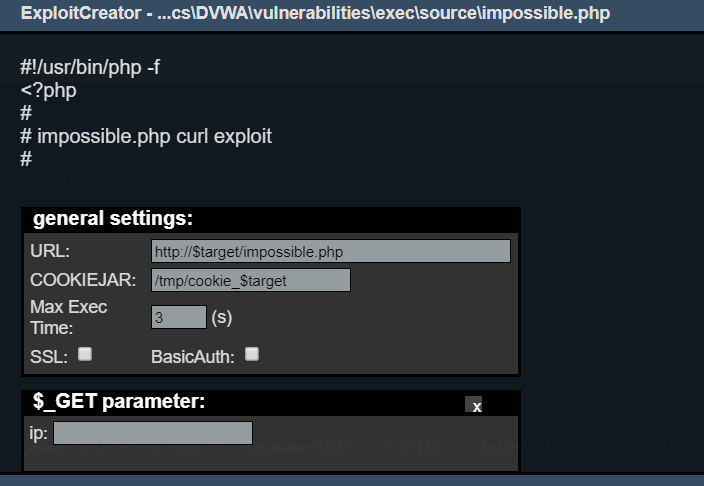 ExploitCreator - ...cs\DVWA\vulnerabilities\exec\source\impossible.php
#!/usr/bin/php -f
<?php
#
# impossible.php curl exploit
#
general settings:
URL: http://$target/impossible.php
COOKIEJAR: /tmp/cookie_$target
Max Exec
Time: 3 (s)
SSL: BasicAuth:
$_GET parameter: x
ip: